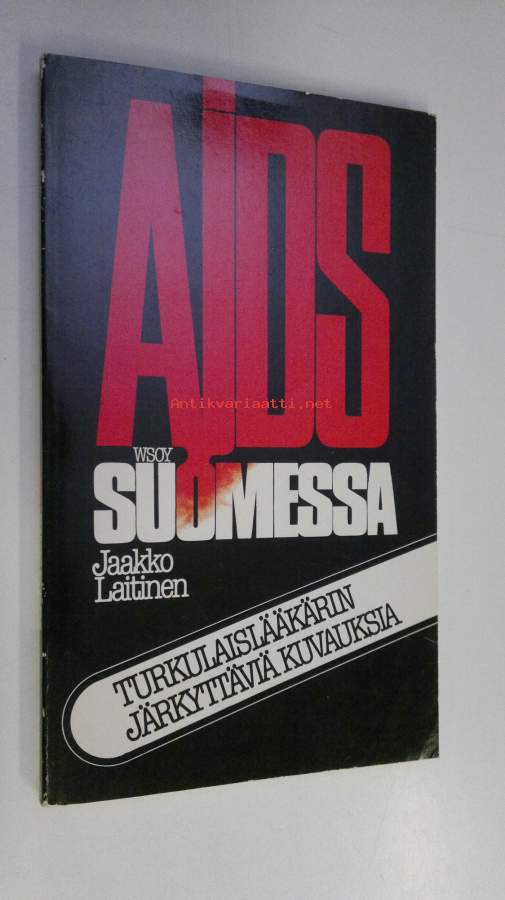 AIDS
Antikvariaatti.net
WSOY
SUOMESSA
Jaakko
Laitinen
TURKULAISLÄÄKÄRIN
JÄRKYTTÄVIÄ KUVAUKSIA